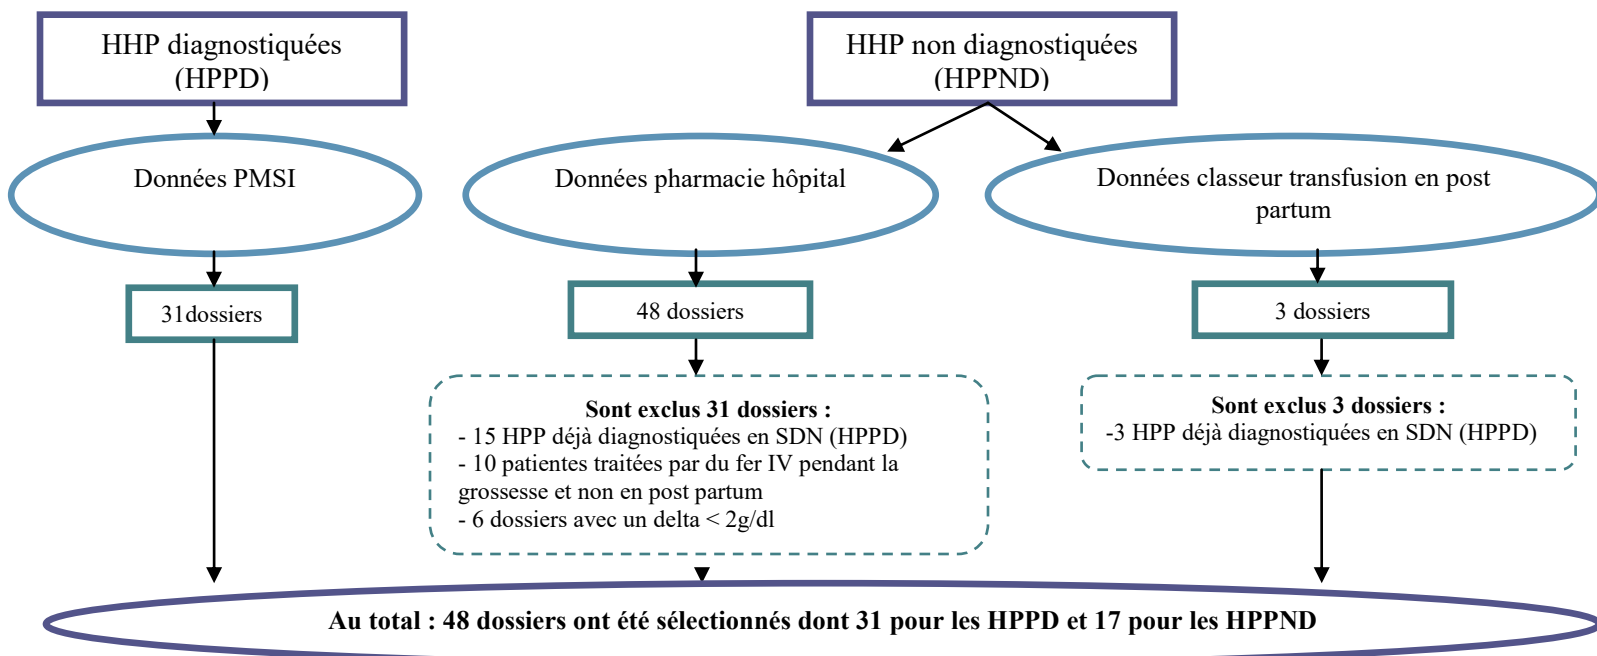 HHP diagnostiquées
(HPPD)
HHP non diagnostiquées
(HPPND)
Données PMSI
Données pharmacie hôpital
Données classeur transfusion en post
partum
31dossiers
48 dossiers
3 dossiers
Sont exclus 31 dossiers :
- 15 HPP déjà diagnostiquées en SDN (HPPD)
- 10 patientes traitées par du fer IV pendant la
grossesse et non en post partum
- 6 dossiers avec un delta < 2g/dl
Sont exclus 3 dossiers :
-3 HPP déjà diagnostiquées en SDN (HPPD)
Au total : 48 dossiers ont été sélectionnés dont 31 pour les HPPD et 17 pour les HPPND